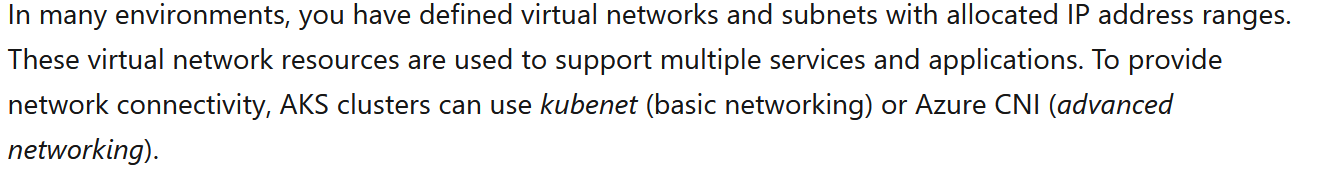 In many environments, you have defined virtual networks and subnets with allocated IP address ranges.
These virtual network resources are used to support multiple services and applications. To provide
network connectivity, AKS clusters can use kubenet (basic networking) or Azure CNI (advanced
networking).